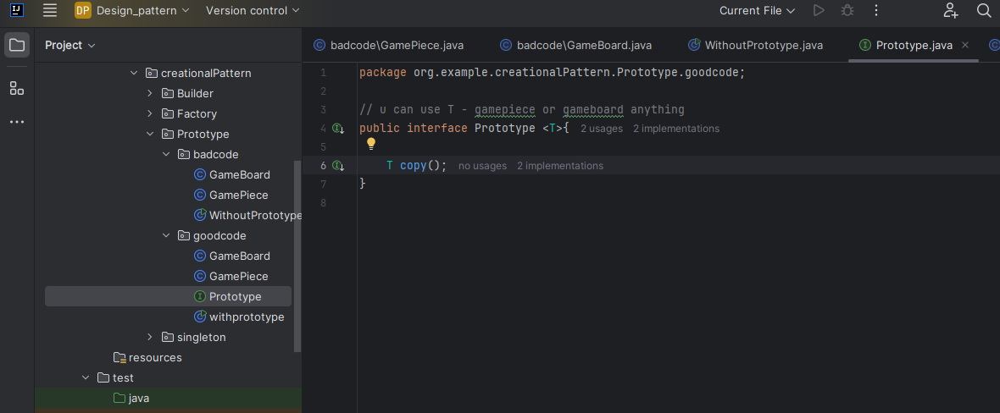 IJ
DP Design_pattern Version control Current File
Project
badcode\GamePiece.java badcode\GameBoard.java WithoutPrototype.java Prototype.java ×
creationalPattern
Builder
Factory
Prototype
badcode
GameBoard
GamePiece
WithoutPrototype
goodcode
GameBoard
GamePiece
Prototype
withprototype
singleton
resources
test
java
1 package org.example.creationalPattern.Prototype.goodcode;
2
3 // u can use T - gamepiece or gameboard anything
4 public interface Prototype <T>{ 2 usages 2 implementations
5
6 T copy(); no usages 2 implementations
7 }
8